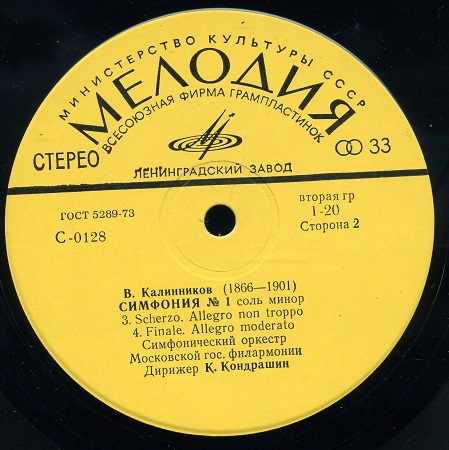 МИНИСТЕРСТВО КУЛЬТУРЫ СССР
МЕЛОДИЯ
ВСЕСОЮЗНАЯ ФИРМА ГРАМПЛАСТИНОК
СТЕРЕО
33
ЛЕНИНГРАДСКИЙ ЗАВОД
ГОСТ 5289-73
С-0128
вторая гр
1-20
Сторона 2
В. Калинников (1866—1901)
СИМФОНИЯ № 1 соль минор
3. Scherzo. Allegro non troppo
4. Finale. Allegro moderato
Симфонический оркестр
Московской гос. филармонии
Дирижер К. Кондрашин